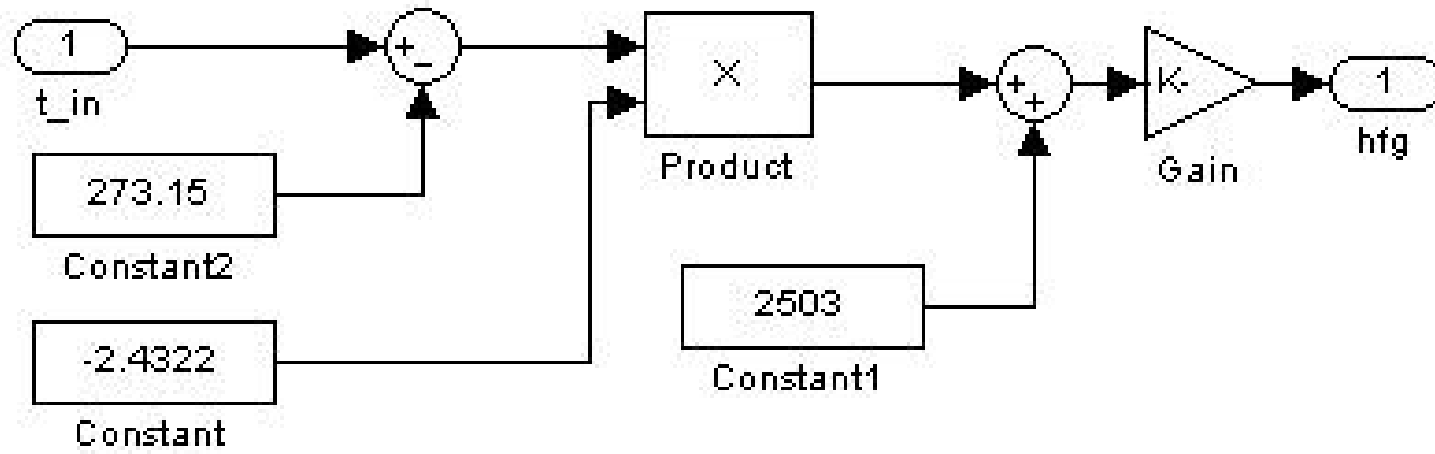 1
t_in
+
-
273.15
Constant2
-2.4322
Constant
×
Product
+
+
2503
Constant1
-K-
Gain
1
hfg